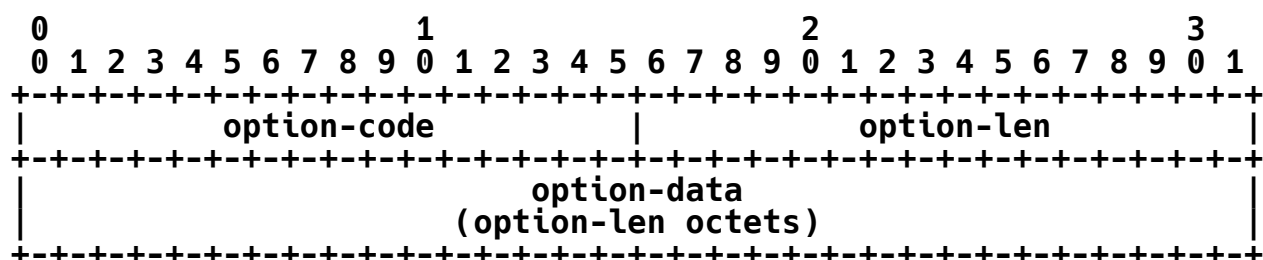 0                   1                   2                   3
 0 1 2 3 4 5 6 7 8 9 0 1 2 3 4 5 6 7 8 9 0 1 2 3 4 5 6 7 8 9 0 1
+-+-+-+-+-+-+-+-+-+-+-+-+-+-+-+-+-+-+-+-+-+-+-+-+-+-+-+-+-+-+-+-+
|          option-code          |           option-len          |
+-+-+-+-+-+-+-+-+-+-+-+-+-+-+-+-+-+-+-+-+-+-+-+-+-+-+-+-+-+-+-+-+
|                          option-data                          |
|                      (option-len octets)                      |
+-+-+-+-+-+-+-+-+-+-+-+-+-+-+-+-+-+-+-+-+-+-+-+-+-+-+-+-+-+-+-+-+